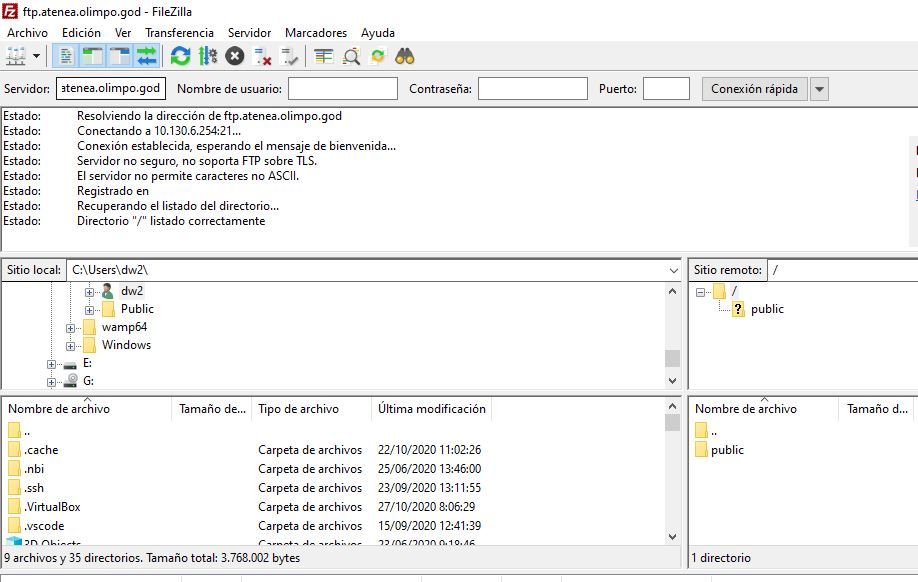 ftp.atenea.olimpo.god - FileZilla
Archivo Edición Ver Transferencia Servidor Marcadores Ayuda
Servidor: atenea.olimpo.god Nombre de usuario: Contraseña: Puerto: Conexión rápida
Estado: Resolviendo la dirección de ftp.atenea.olimpo.god
Estado: Conectando a 10.130.6.254:21...
Estado: Conexión establecida, esperando el mensaje de bienvenida...
Estado: Servidor no seguro, no soporta FTP sobre TLS.
Estado: El servidor no permite caracteres no ASCII.
Estado: Registrado en
Estado: Recuperando el listado del directorio...
Estado: Directorio "/" listado correctamente
Sitio local: C:\Users\dw2\
dw2
Public
wamp64
Windows
E:
G:
Sitio remoto: /
/
public
Nombre de archivo Tamaño de... Tipo de archivo Última modificación
..
.cache Carpeta de archivos 22/10/2020 11:02:26
.nbi Carpeta de archivos 25/06/2020 13:46:00
.ssh Carpeta de archivos 23/09/2020 13:11:55
.VirtualBox Carpeta de archivos 27/10/2020 8:06:29
.vscode Carpeta de archivos 15/09/2020 12:41:39
3D Objects Carpeta de archivos 23/06/2020 9:18:46
9 archivos y 35 directorios. Tamaño total: 3.768.002 bytes
Nombre de archivo Tamaño d...
..
public
1 directorio